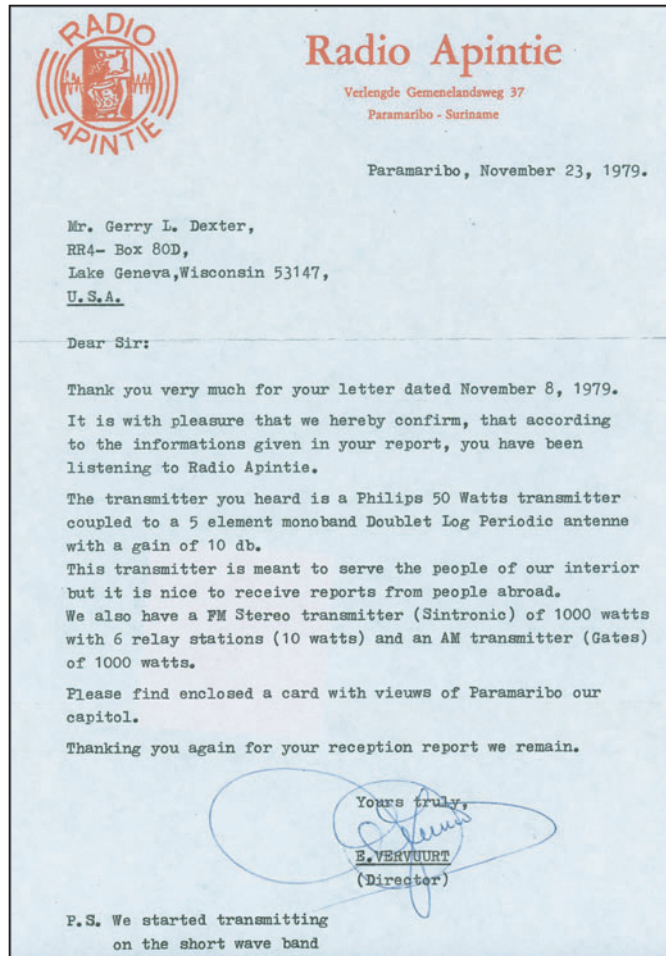 RADIO
APINTIE
Radio Apintie
Verlengde Gemenelandsweg 37
Paramaribo - Suriname
Paramaribo, November 23, 1979.
Mr. Gerry L. Dexter,
RR4- Box 80D,
Lake Geneva,Wisconsin 53147,
U.S.A.
Dear Sir:
Thank you very much for your letter dated November 8, 1979.
It is with pleasure that we hereby confirm, that according
to the informations given in your report, you have been
listening to Radio Apintie.
The transmitter you heard is a Philips 50 Watts transmitter
coupled to a 5 element monoband Doublet Log Periodic antenne
with a gain of 10 db.
This transmitter is meant to serve the people of our interior
but it is nice to receive reports from people abroad.
We also have a FM Stereo transmitter (Sintronic) of 1000 watts
with 6 relay stations (10 watts) and an AM transmitter (Gates)
of 1000 watts.
Please find enclosed a card with vieuws of Paramaribo our
capitol.
Thanking you again for your reception report we remain.
Yours truly,
E.VERVUURT
(Director)
P.S. We started transmitting
on the short wave band